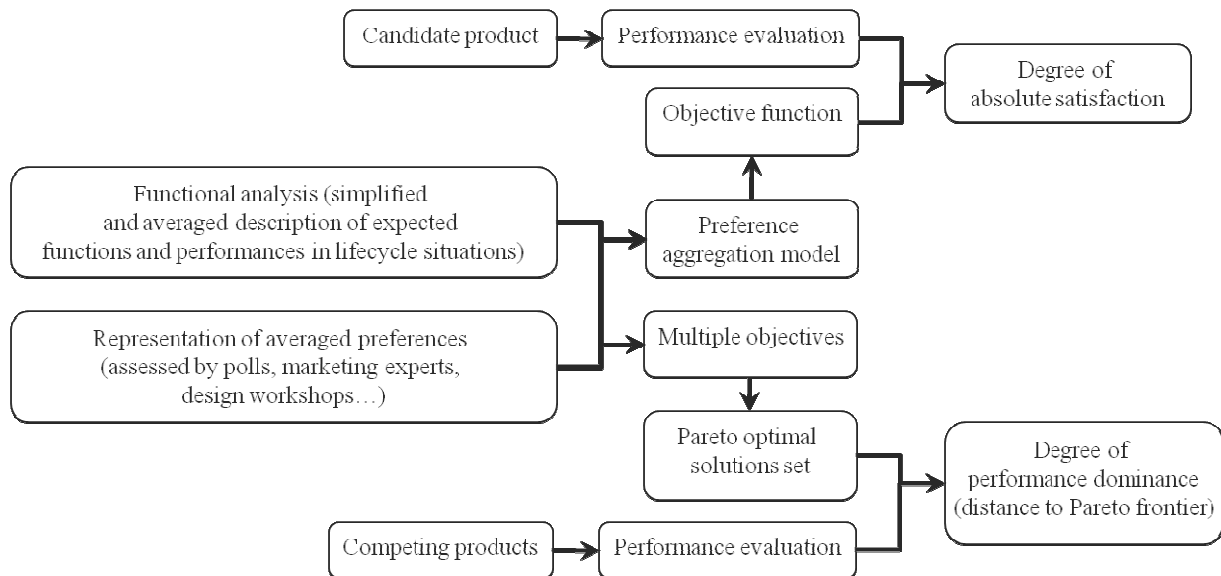 Candidate product
Performance evaluation
Degree of
absolute satisfaction
Objective function
Functional analysis (simplified
and averaged description of expected
functions and performances in lifecycle situations)
Preference
aggregation model
Representation of averaged preferences
(assessed by polls, marketing experts,
design workshops…)
Multiple objectives
Pareto optimal
solutions set
Degree of
performance dominance
(distance to Pareto frontier)
Competing products
Performance evaluation